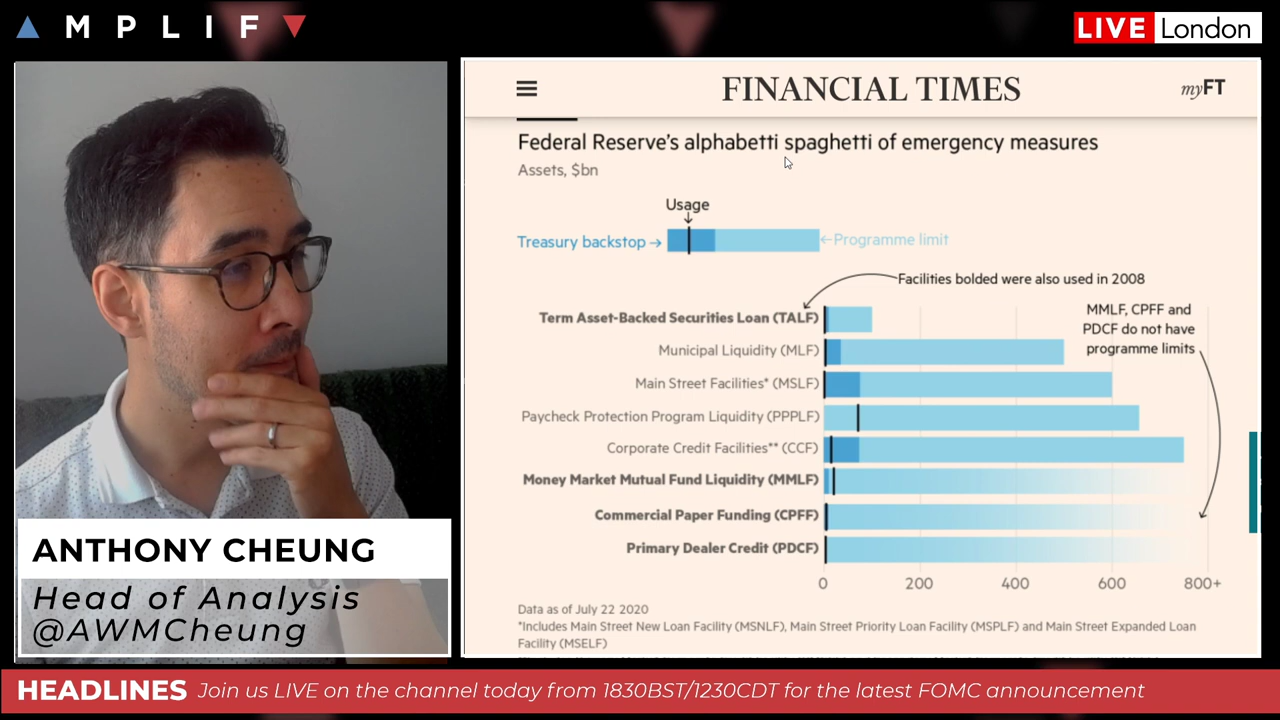 AMPLIFY
LIVE London
FINANCIAL TIMES
myFT
Federal Reserve's alphabetti spaghetti of emergency measures
Assets, $bn
Usage
Treasury backstop →
←Programme limit
Facilities bolded were also used in 2008
MMLF, CPFF and
PDCF do not have
programme limits
Term Asset-Backed Securities Loan (TALF)
Municipal Liquidity (MLF)
Main Street Facilities* (MSLF)
Paycheck Protection Program Liquidity (PPPLF)
Corporate Credit Facilities** (CCF)
Money Market Mutual Fund Liquidity (MMLF)
Commercial Paper Funding (CPFF)
Primary Dealer Credit (PDCF)
0 200 400 600 800+
Data as of July 22 2020
*Includes Main Street New Loan Facility (MSNLF), Main Street Priority Loan Facility (MSPLF) and Main Street Expanded Loan
Facility (MSELF)
ANTHONY CHEUNG
Head of Analysis
@AWMCheung
HEADLINES Join us LIVE on the channel today from 1830BST/1230CDT for the latest FOMC announcement